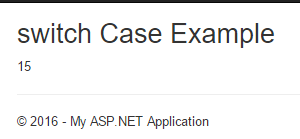 switch Case Example
15
© 2016 - My ASP.NET Application